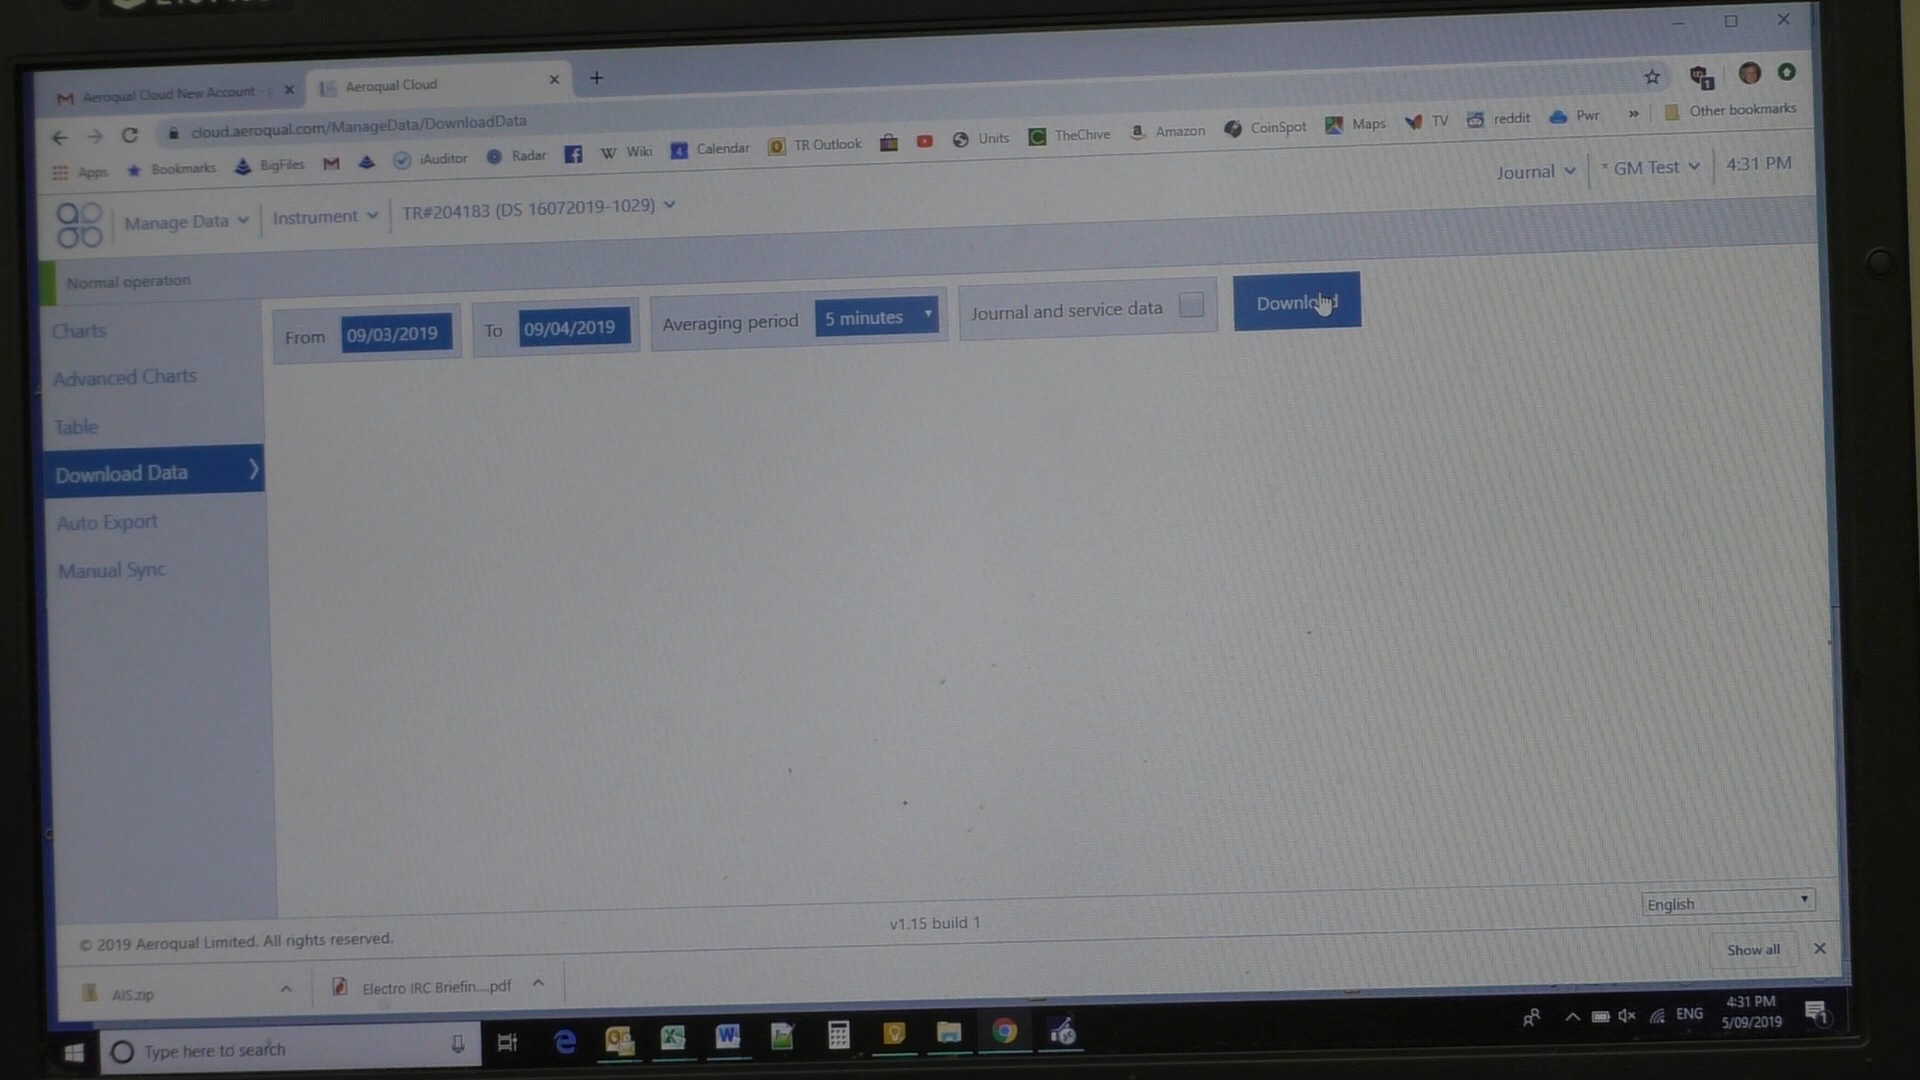 Aeroqual Cloud New Account -
Aeroqual Cloud
cloud.aeroqual.com/ManageData/DownloadData
Apps Bookmarks BigFiles iAuditor Radar Wiki Calendar TR Outlook Units TheChive Amazon CoinSpot Maps TV reddit Pwr » Other bookmarks
Manage Data Instrument TR#204183 (DS 16072019-1029) Journal * GM Test 4:31 PM
Normal operation
From 09/03/2019 To 09/04/2019 Averaging period 5 minutes Journal and service data Download
Charts
Advanced Charts
Table
Download Data
Auto Export
Manual Sync
English
© 2019 Aeroqual Limited. All rights reserved. v1.15 build 1
AIS.zip Electro IRC Briefin....pdf Show all
Type here to search ENG 4:31 PM
5/09/2019